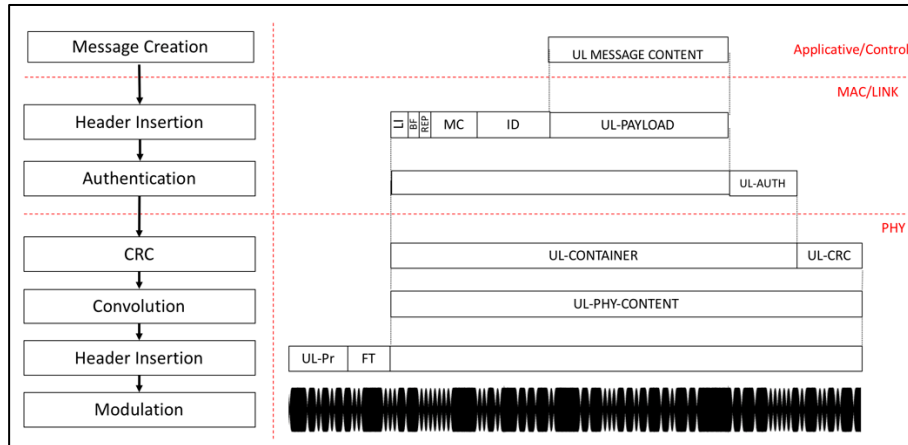 Message Creation
UL MESSAGE CONTENT
Applicative/Control
MAC/LINK
Header Insertion
LI
BF
REP
MC
ID
UL-PAYLOAD
Authentication
UL-AUTH
PHY
CRC
UL-CONTAINER
UL-CRC
Convolution
UL-PHY-CONTENT
Header Insertion
UL-Pr
FT
Modulation